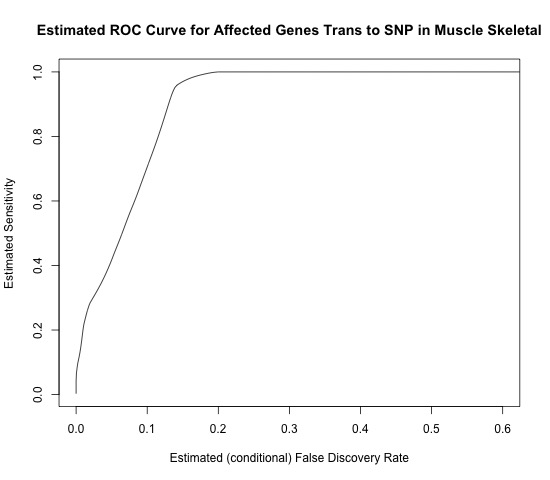 Estimated ROC Curve for Affected Genes Trans to SNP in Muscle Skeletal
Estimated Sensitivity
1.0
0.8
0.6
0.4
0.2
0.0
0.0 0.1 0.2 0.3 0.4 0.5 0.6
Estimated (conditional) False Discovery Rate